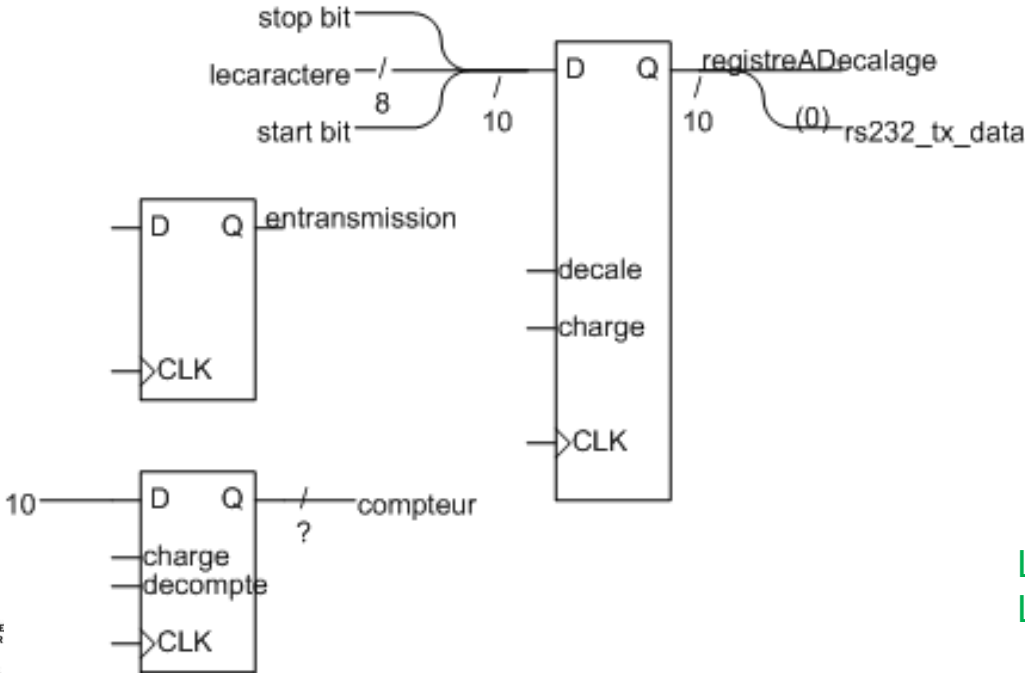 stop bit
lecaractere
/
8
start bit
/
10
D
Q
registreADecalage
/
10
(0)
rs232_tx_data
decale
charge
CLK
D
Q
entransmission
CLK
10
D
Q
/
?
compteur
charge
decompte
CLK
E
R
L
L